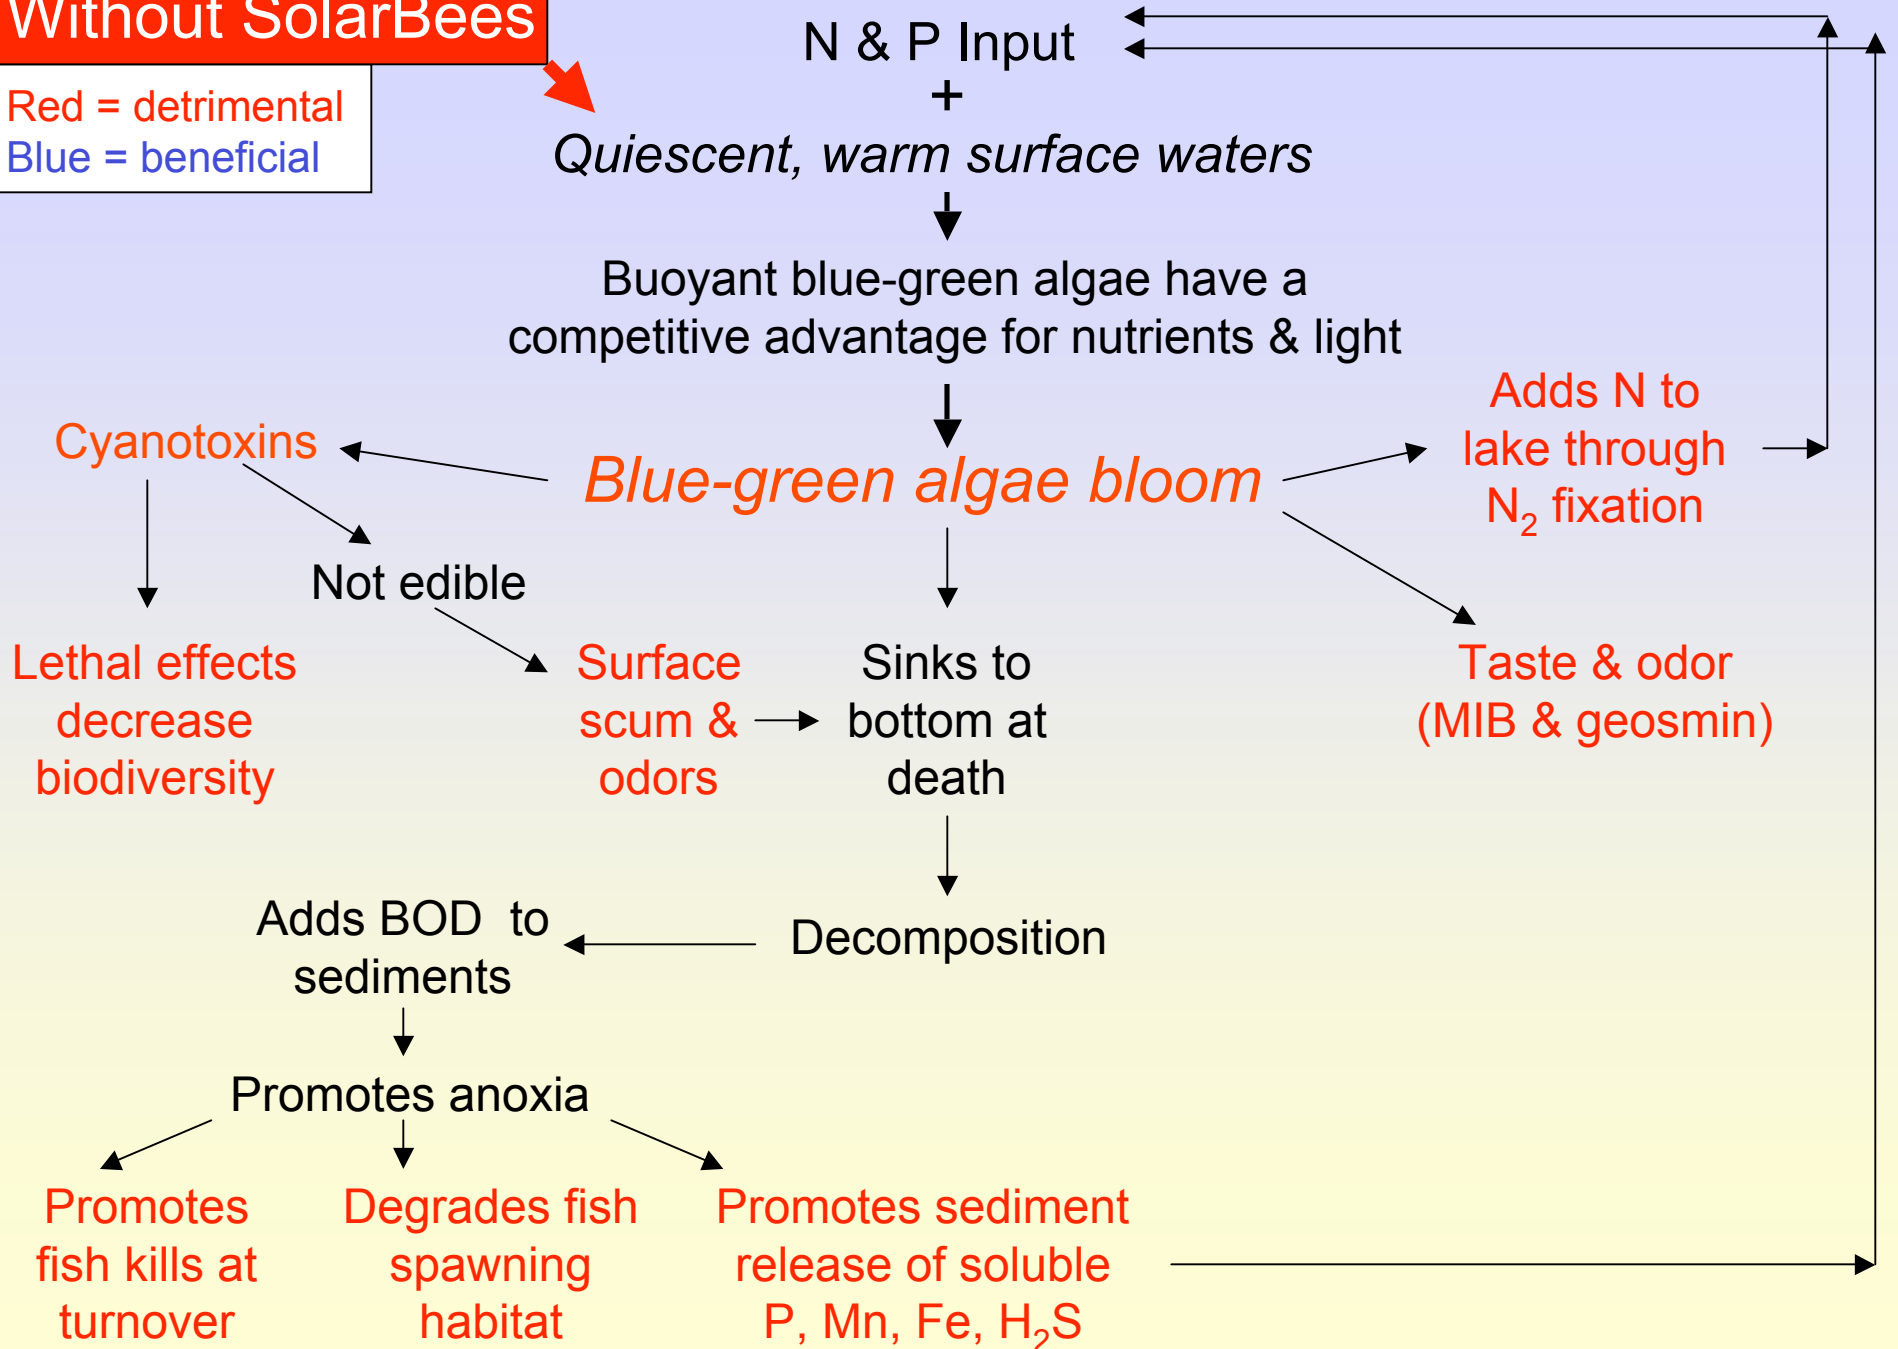 Without SolarBees
Red = detrimental
Blue = beneficial
N & P Input
+
Quiescent, warm surface waters
Buoyant blue-green algae have a
competitive advantage for nutrients & light
Adds N to
lake through
N₂ fixation
Cyanotoxins
Blue-green algae bloom
Not edible
Lethal effects
decrease
biodiversity
Surface
scum &
odors
Sinks to
bottom at
death
Taste & odor
(MIB & geosmin)
Adds BOD to
sediments
Decomposition
Promotes anoxia
Promotes
fish kills at
turnover
Degrades fish
spawning
habitat
Promotes sediment
release of soluble
P, Mn, Fe, H₂S